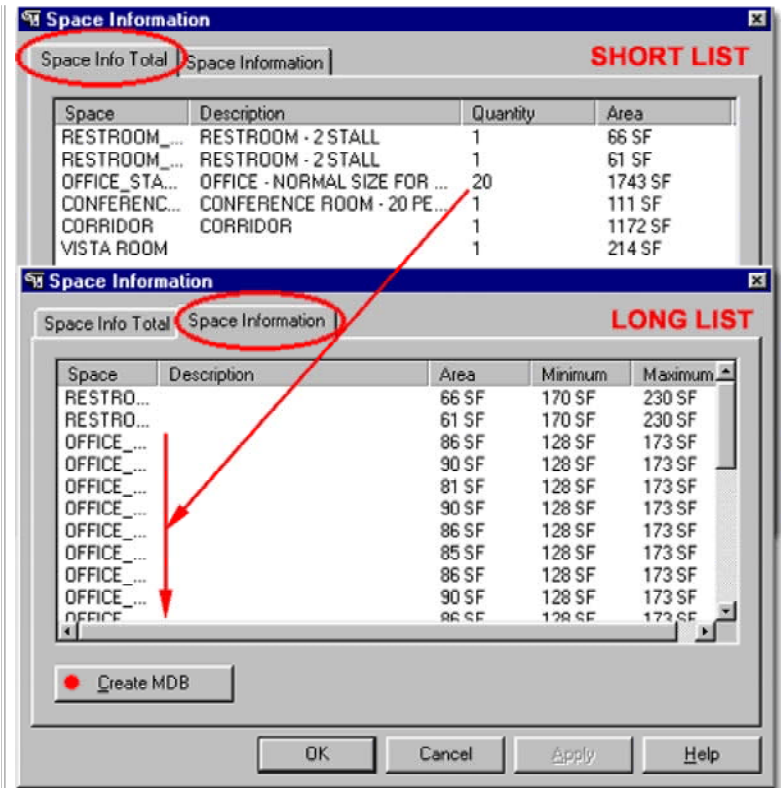 Space Information
Space Info Total Space Information SHORT LIST
Space Description Quantity Area
RESTROOM_... RESTROOM - 2 STALL 1 66 SF
RESTROOM_... RESTROOM - 2 STALL 1 61 SF
OFFICE_STA... OFFICE - NORMAL SIZE FOR ... 20 1743 SF
CONFERENC... CONFERENCE ROOM - 20 PE... 1 111 SF
CORRIDOR CORRIDOR 1 1172 SF
VISTA ROOM 1 214 SF
Space Information
Space Info Total Space Information LONG LIST
Space Description Area Minimum Maximum
RESTRO... 66 SF 170 SF 230 SF
RESTRO... 61 SF 170 SF 230 SF
OFFICE_... 86 SF 128 SF 173 SF
OFFICE_... 90 SF 128 SF 173 SF
OFFICE_... 81 SF 128 SF 173 SF
OFFICE_... 90 SF 128 SF 173 SF
OFFICE_... 86 SF 128 SF 173 SF
OFFICE_... 85 SF 128 SF 173 SF
OFFICE_... 86 SF 128 SF 173 SF
OFFICE_... 90 SF 128 SF 173 SF
OFFICE 86 SF 128 SF 173 SF
Create MDB
OK Cancel Apply Help